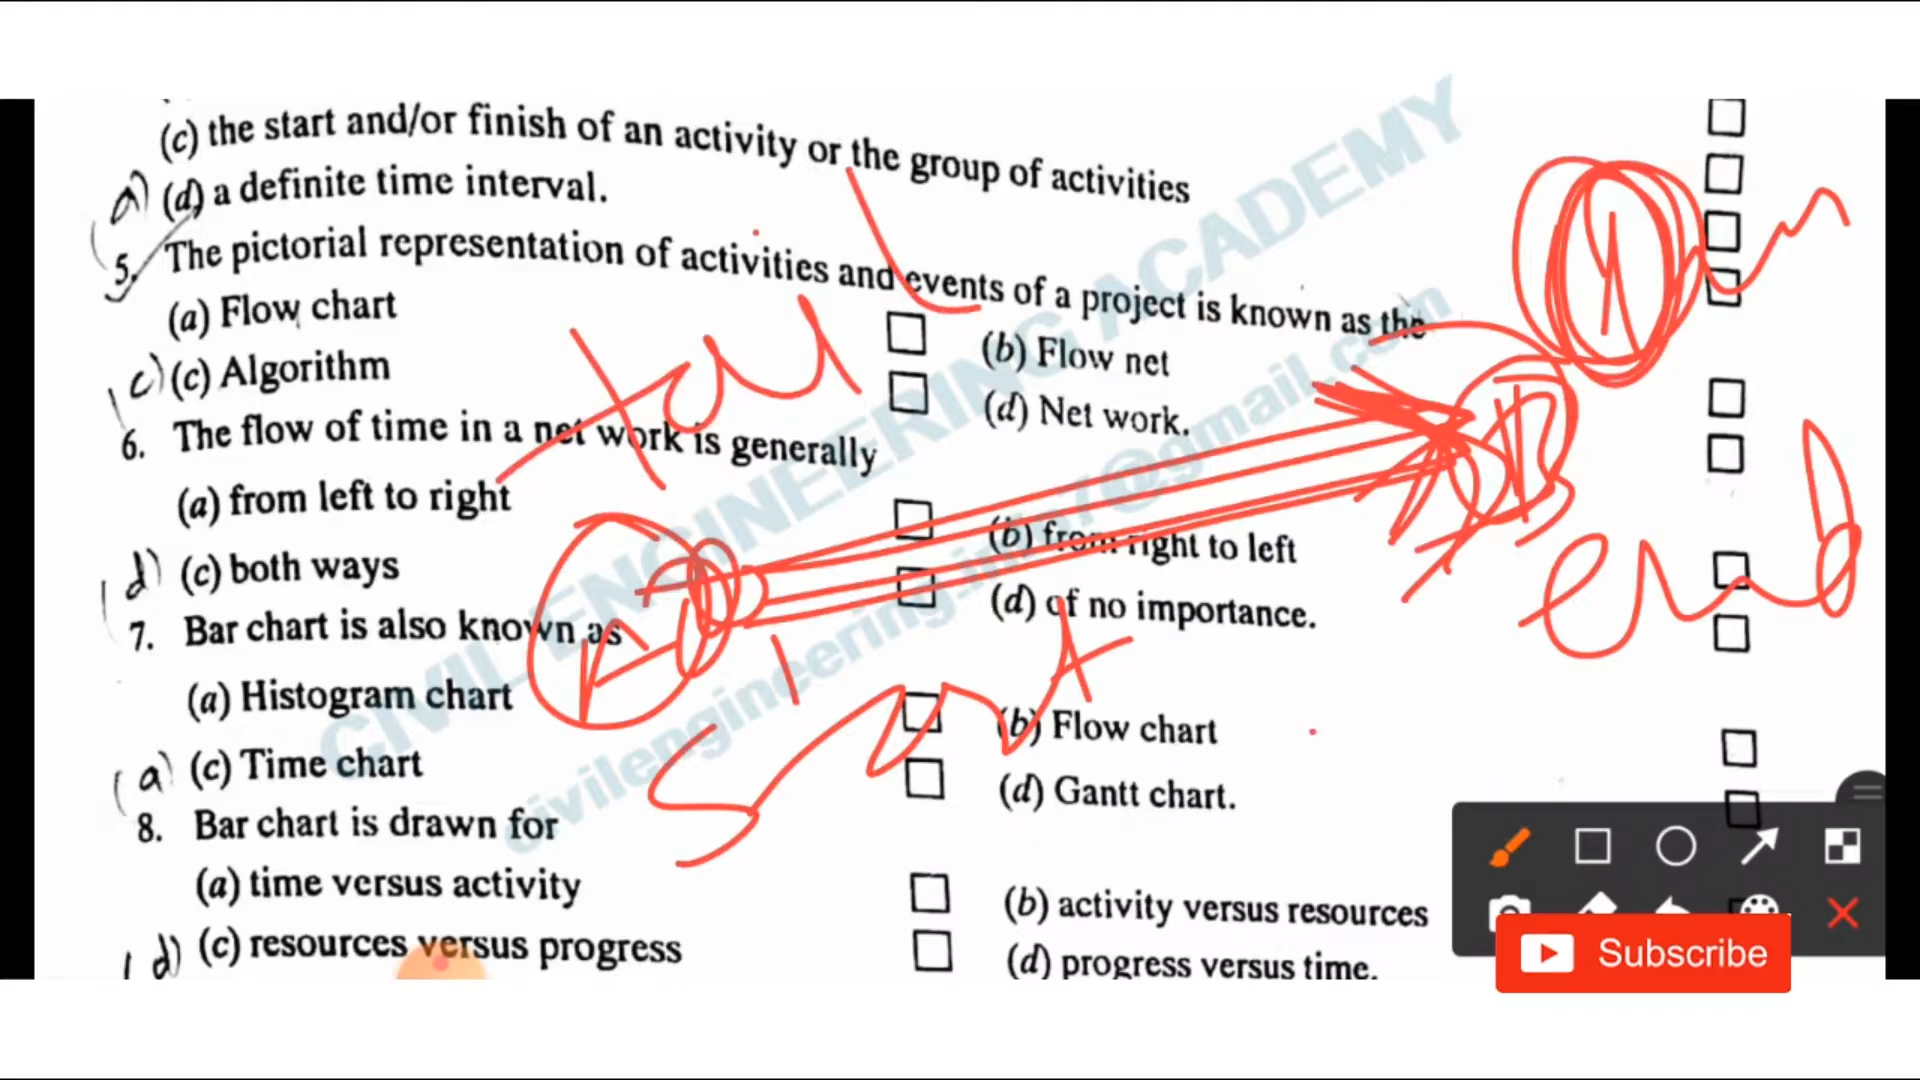 (c) the start and/or finish of an activity or the group of activities
a) (d) a definite time interval.
5. The pictorial representation of activities and events of a project is known as the
(a) Flow chart (b) Flow net
(c) (c) Algorithm (d) Net work.
6. The flow of time in a net work is generally
(a) from left to right (b) from right to left
(d) (c) both ways (d) of no importance.
7. Bar chart is also known as
(a) Histogram chart (b) Flow chart
(a) (c) Time chart (d) Gantt chart.
8. Bar chart is drawn for
(a) time versus activity (b) activity versus resources
(d) (c) resources versus progress (d) progress versus time.
CIVIL ENGINEERING ACADEMY
tail
A
B
1
end
Start
Subscribe